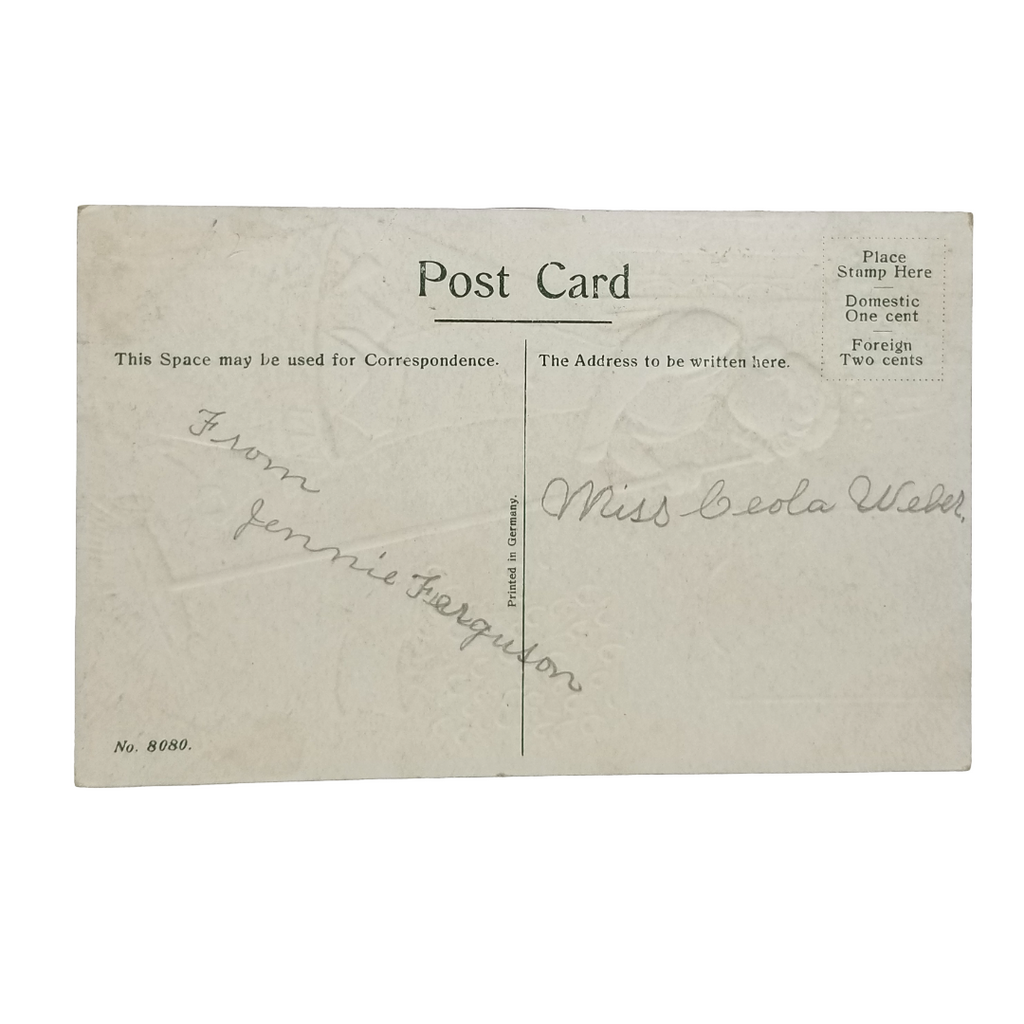 Post Card
Place
Stamp Here
Domestic
One cent
Foreign
Two cents
This Space may be used for Correspondence.
The Address to be written here.
From
Jennie Ferguson
Printed in Germany.
Miss Ceola Weber.
No. 8080.